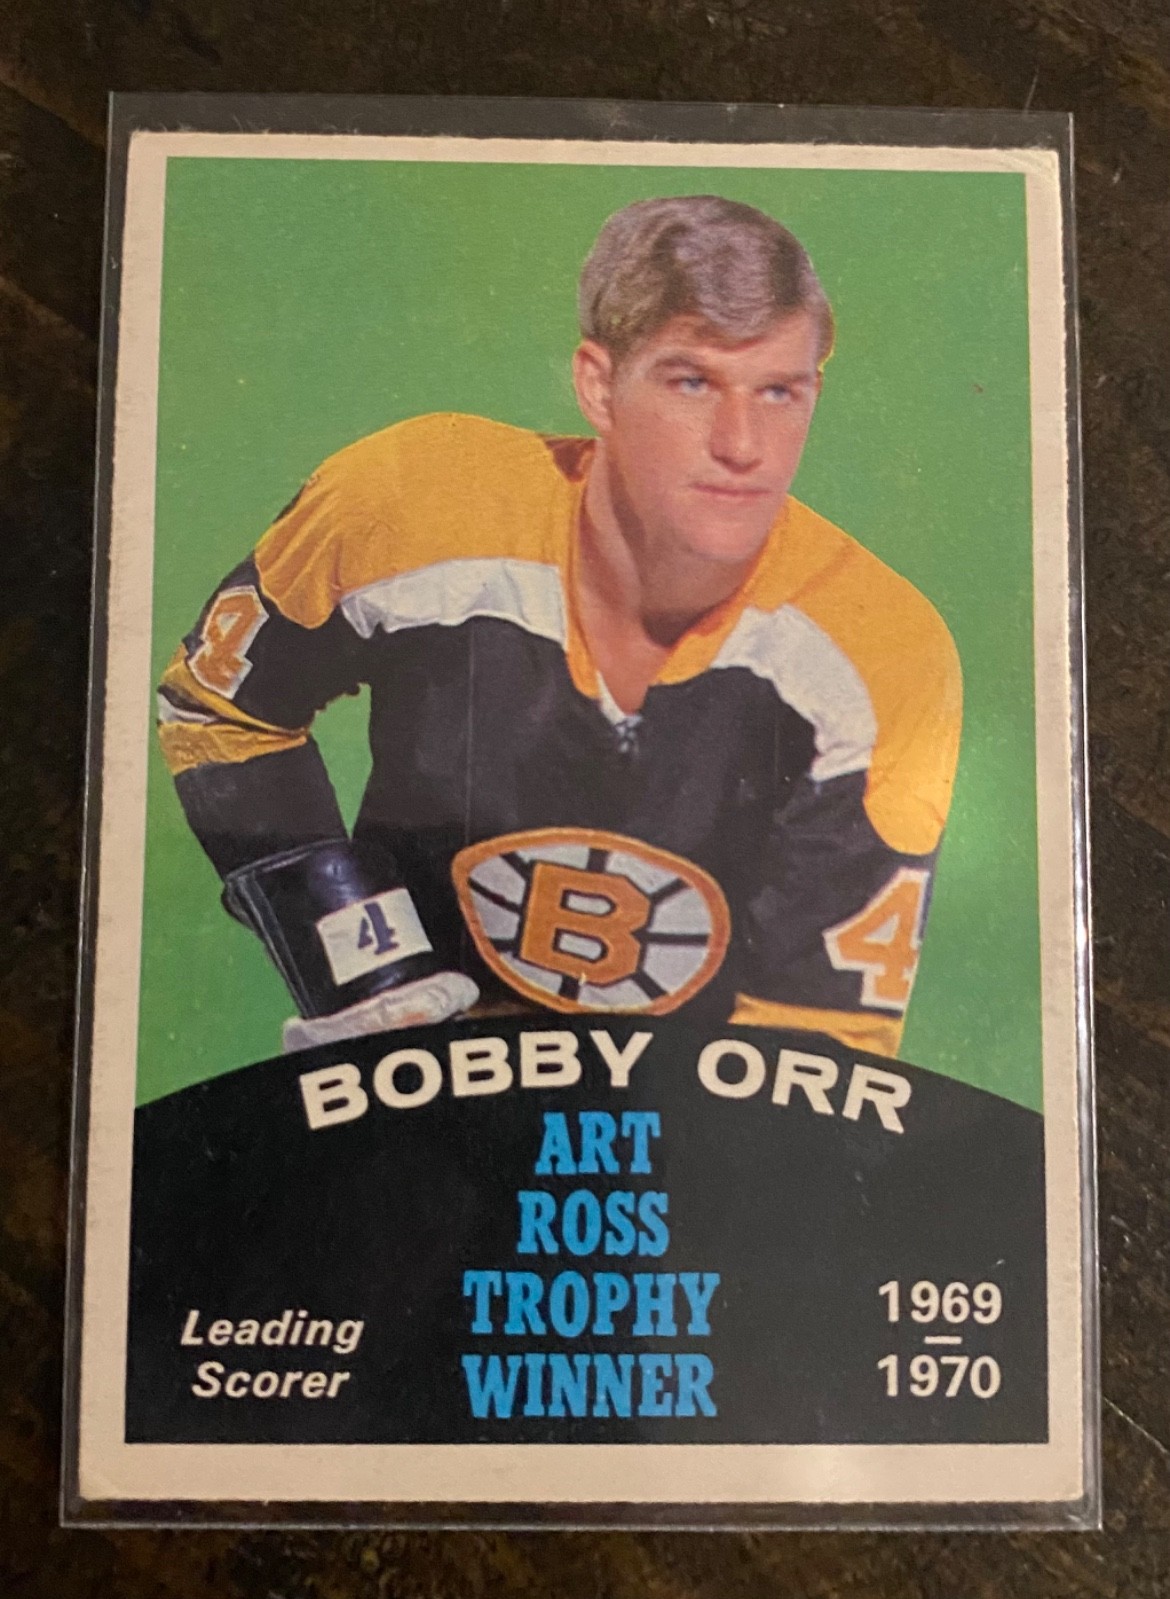 4
4
B
4
BOBBY ORR
ART
ROSS
TROPHY
WINNER
Leading
Scorer
1969
—
1970